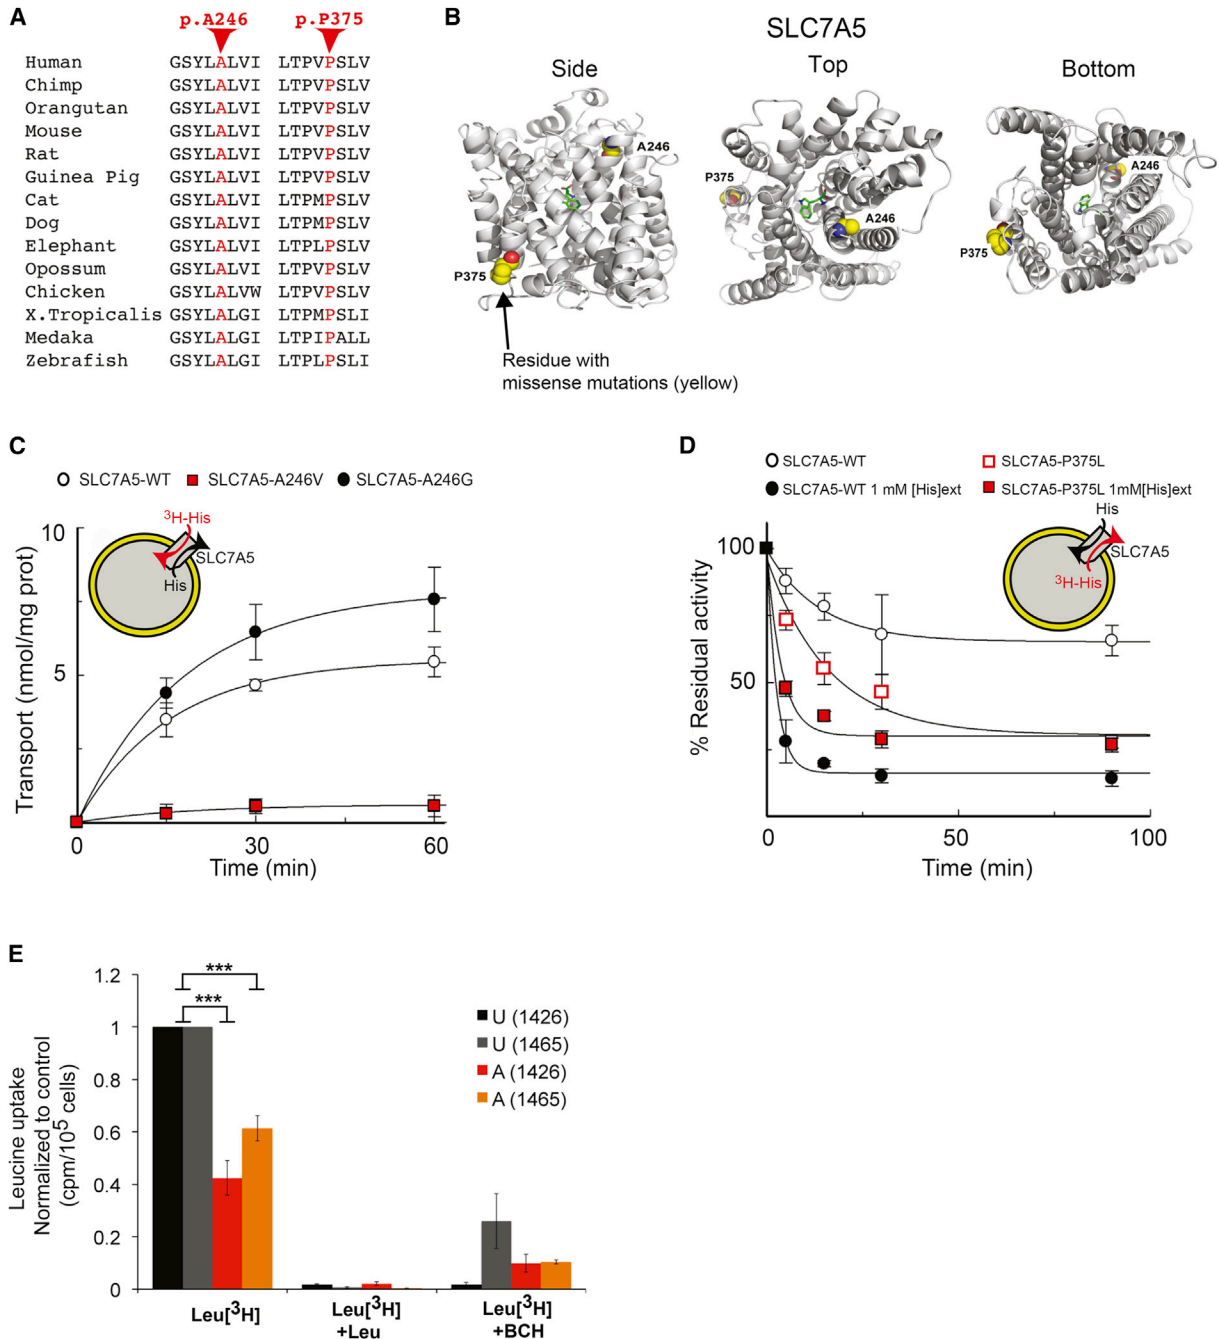 A
p.A246 p.P375
Human GSYLALVI LTPVPSLV
Chimp GSYLALVI LTPVPSLV
Orangutan GSYLALVI LTPVPSLV
Mouse GSYLALVI LTPVPSLV
Rat GSYLALVI LTPVPSLV
Guinea Pig GSYLALVI LTPVPSLV
Cat GSYLALVI LTPMPSLV
Dog GSYLALVI LTPMPSLV
Elephant GSYLALVI LTPLPSLV
Opossum GSYLALVI LTPVPSLV
Chicken GSYLALVW LTPVPSLV
X.Tropicalis GSYLALGI LTPMPSLI
Medaka GSYLALGI LTPIPALL
Zebrafish GSYLALGI LTPLPSLI
B
SLC7A5
Side Top Bottom
A246
P375
P375
A246
A246
P375
Residue with
missense mutations (yellow)
C
SLC7A5-WT SLC7A5-A246V SLC7A5-A246G
Transport (nmol/mg prot)
10
5
0 30 60
Time (min)
³H-His
SLC7A5
His
D
SLC7A5-WT SLC7A5-P375L
SLC7A5-WT 1 mM [His]ext SLC7A5-P375L 1mM[His]ext
% Residual activity
100
50
0 50 100
Time (min)
His
SLC7A5
³H-His
E
Leucine uptake
Normalized to control
(cpm/10⁵ cells)
1.2
1
0.8
0.6
0.4
0.2
0
***
***
U (1426)
U (1465)
A (1426)
A (1465)
Leu[³H] Leu[³H] Leu[³H]
+Leu +BCH